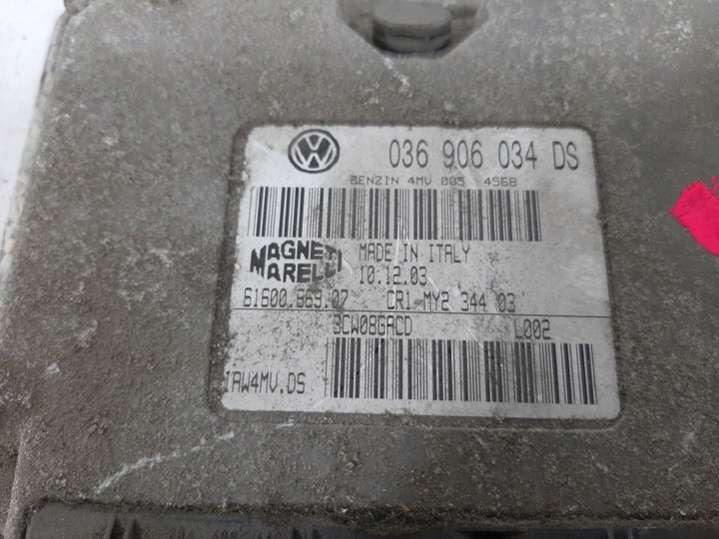 036 906 034 DS
BENZIN 4MV 005 4568
MAGNETI MARELLI
MADE IN ITALY
10.12.03
61600.869.07 CR1-MY2 344 03
3CW08GACD L002
IAW4MV.DS